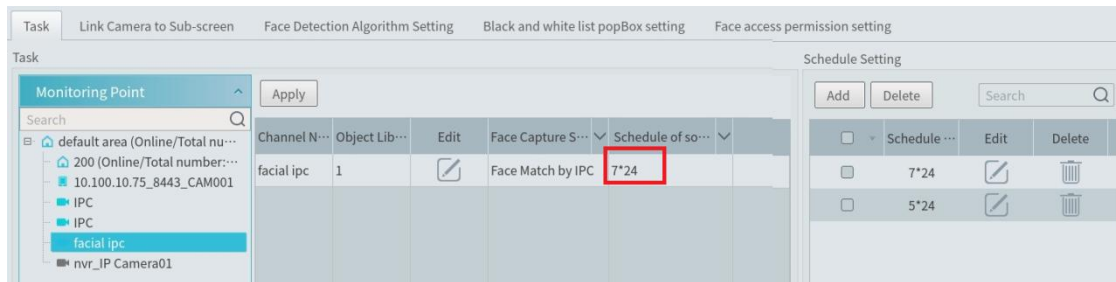 Task Link Camera to Sub-screen Face Detection Algorithm Setting Black and white list popBox setting Face access permission setting
Task Schedule Setting
Monitoring Point Apply Add Delete Search
Search
Channel N··· Object Lib··· Edit Face Capture S··· Schedule of so··· Schedule ··· Edit Delete
default area (Online/Total nu···
200 (Online/Total number:···
facial ipc 1 Face Match by IPC 7*24 7*24
10.100.10.75_8443_CAM001
IPC
5*24
IPC
facial ipc
nvr_IP Camera01